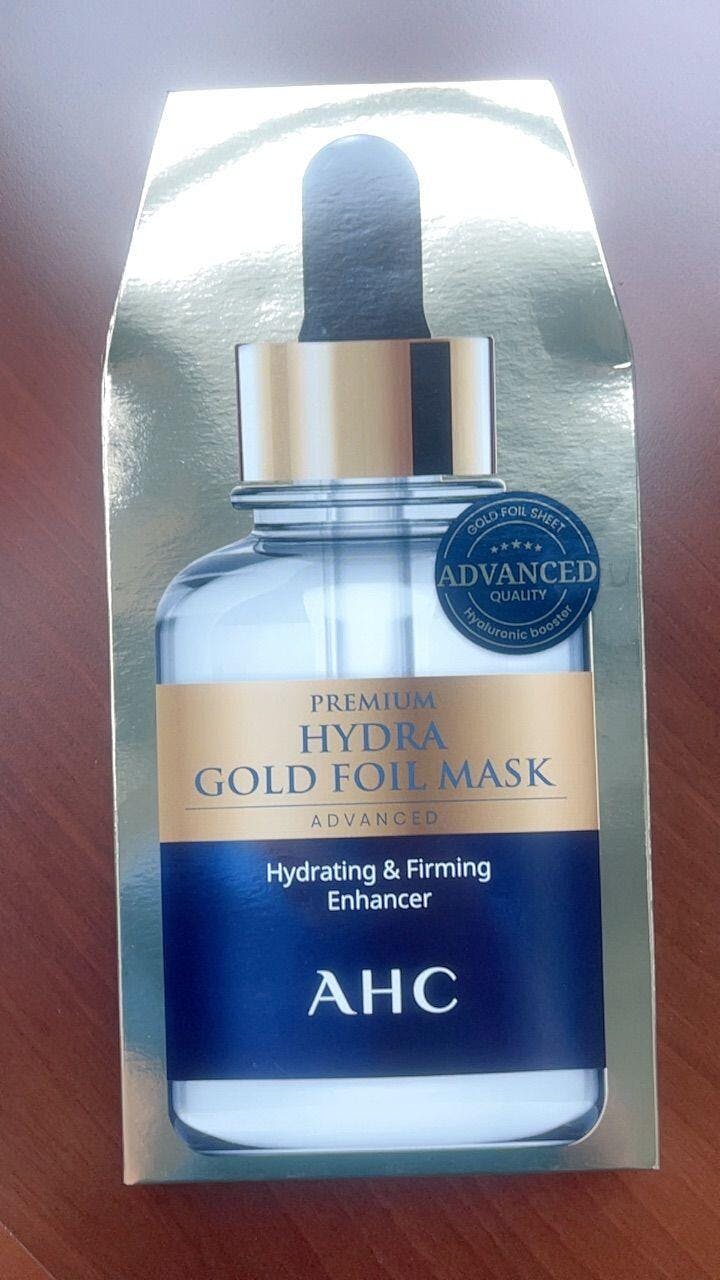 GOLD FOIL SHEET
ADVANCED
QUALITY
Hyaluronic booster
PREMIUM
HYDRA
GOLD FOIL MASK
ADVANCED
Hydrating & Firming
Enhancer
AHC